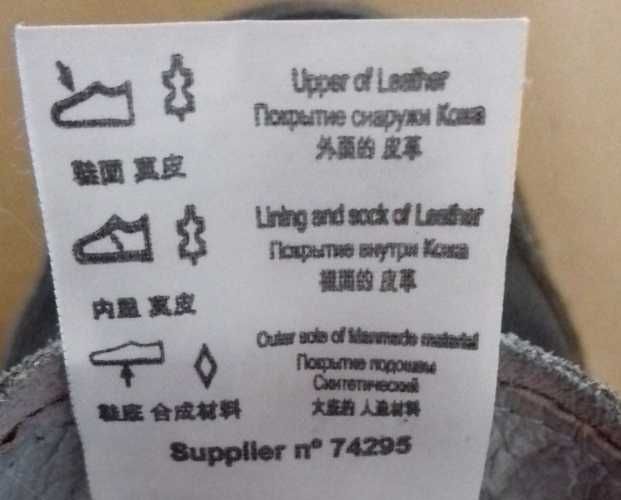 Upper of Leather
Покрытие снаружи Кожа
外面的 皮革
鞋面 真皮
Lining and sock of Leather
Покрытие внутри Кожа
裡面的 皮革
内里 真皮
Outer sole of Manmade material
Покрытие подошвы
Синтетический
大底的 人造材料
鞋底 合成材料
Supplier nº 74295